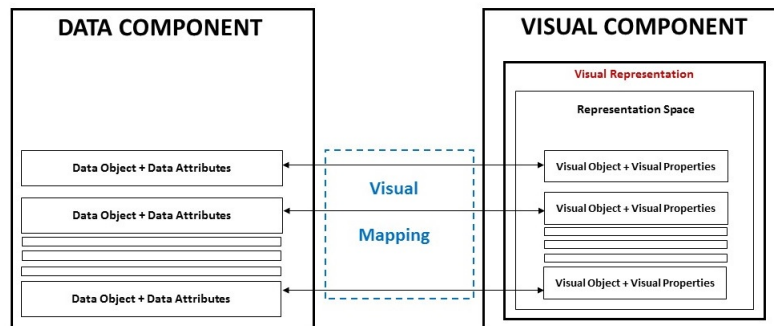 DATA COMPONENT
VISUAL COMPONENT
Visual Representation
Representation Space
Data Object + Data Attributes
Visual Object + Visual Properties
Visual
Data Object + Data Attributes
Visual Object + Visual Properties
Mapping
Data Object + Data Attributes
Visual Object + Visual Properties